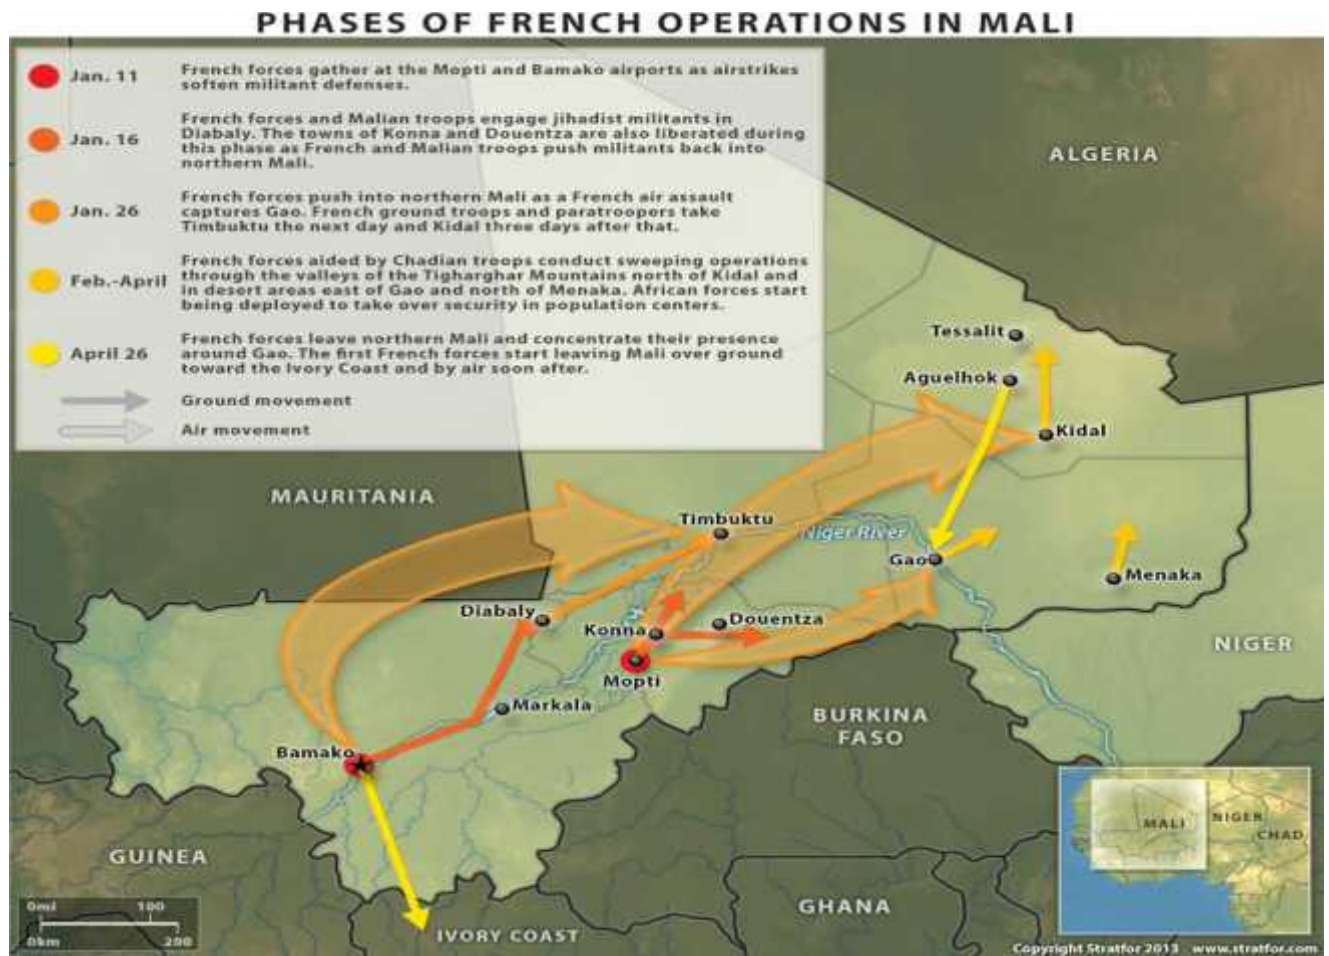 PHASES OF FRENCH OPERATIONS IN MALI
Jan. 11
French forces gather at the Mopti and Bamako airports as airstrikes
soften militant defenses.
Jan. 16
French forces and Malian troops engage jihadist militants in
Diabaly. The towns of Konna and Douentza are also liberated during
this phase as French and Malian troops push militants back into
northern Mali.
Jan. 26
French forces push into northern Mali as a French air assault
captures Gao. French ground troops and paratroopers take
Timbuktu the next day and Kidal three days after that.
Feb.-April
French forces aided by Chadian troops conduct sweeping operations
through the valleys of the Tigharghar Mountains north of Kidal and
in desert areas east of Gao and north of Menaka. African forces start
being deployed to take over security in population centers.
April 26
French forces leave northern Mali and concentrate their presence
around Gao. The first French forces start leaving Mali over ground
toward the Ivory Coast and by air soon after.
Ground movement
Air movement
ALGERIA
Tessalit
Aguelhok
Kidal
MAURITANIA
Timbuktu
Niger River
Gao
Menaka
Diabaly
Konna
Douentza
Mopti
NIGER
Markala
BURKINA
FASO
Bamako
MALI
NIGER
CHAD
GUINEA
GHANA
IVORY COAST
0mi 100
0km 200
Copyright Stratfor 2013 www.stratfor.com